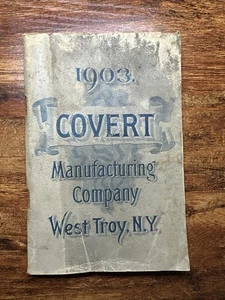 1903.
COVERT
Manufacturing
Company
West Troy, N.Y.